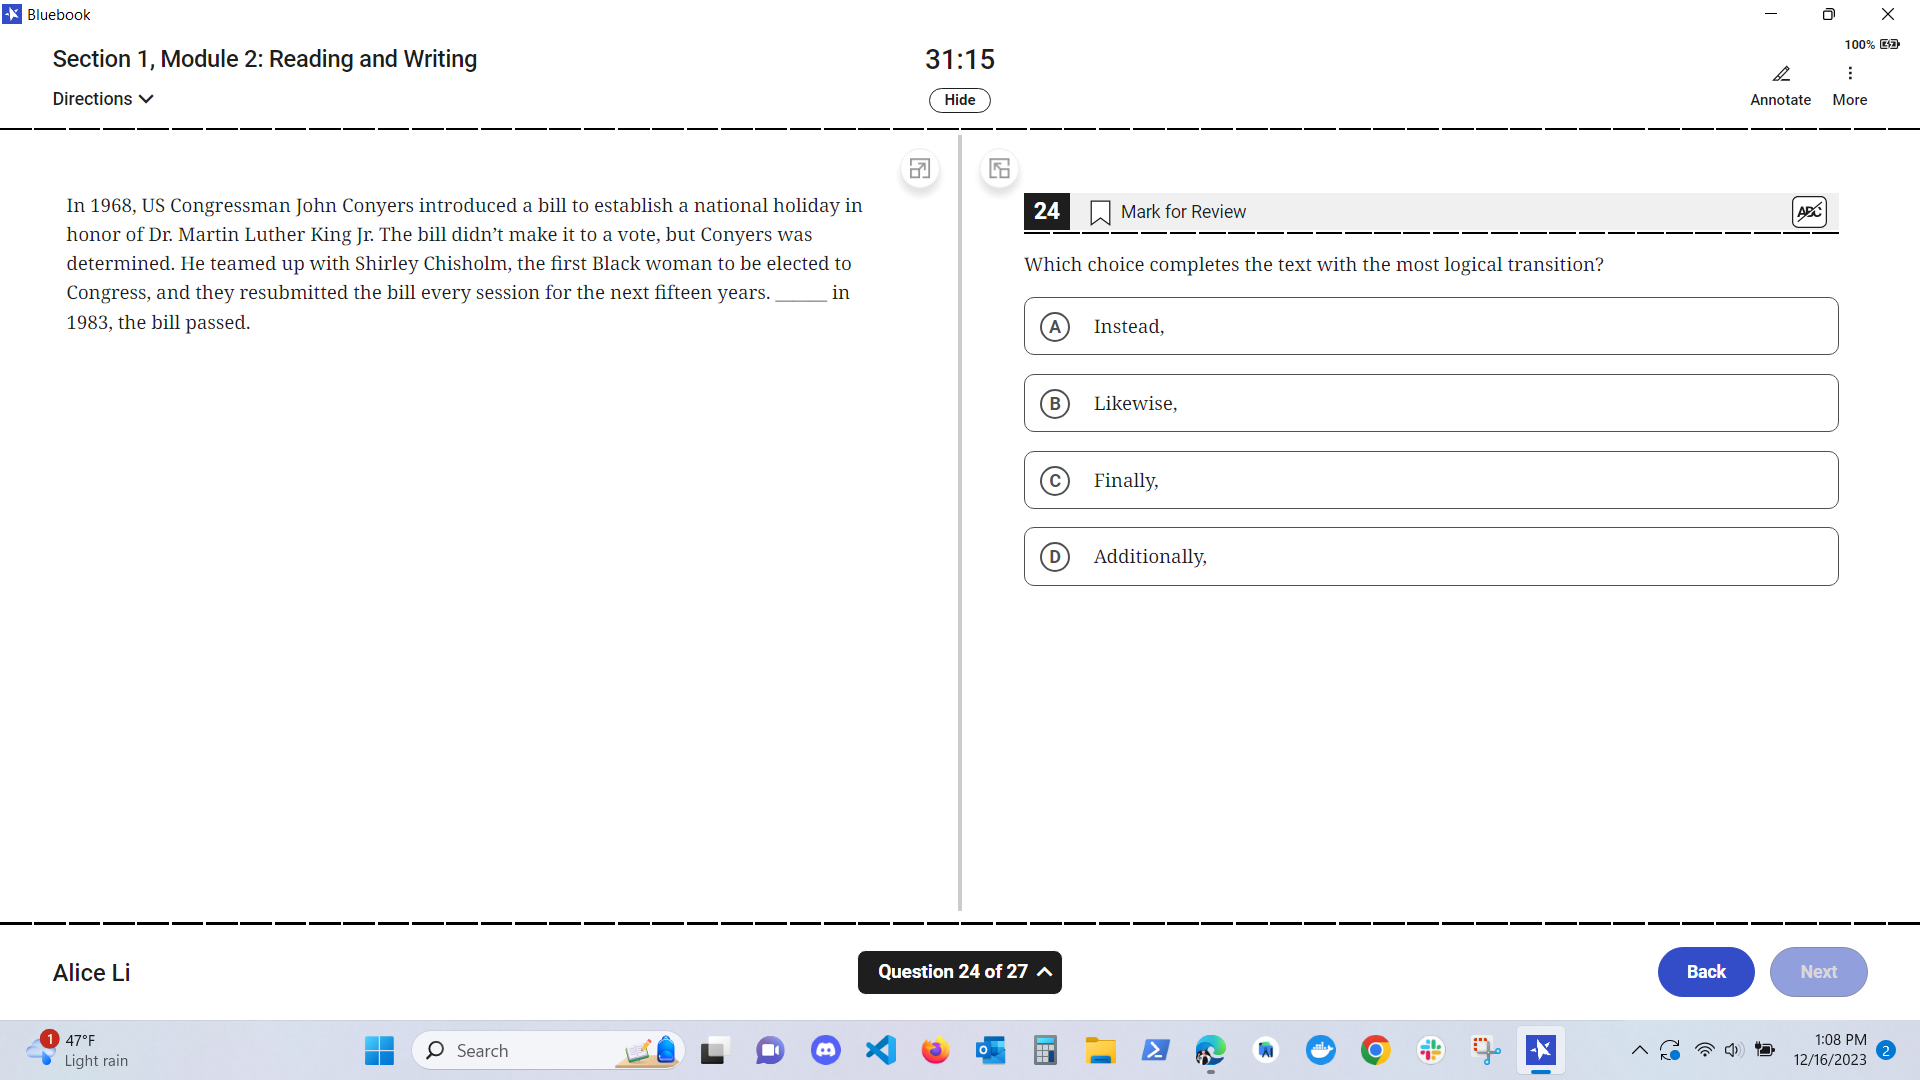 Bluebook
Section 1, Module 2: Reading and Writing
Directions
31:15
Hide
100%
Annotate
More
In 1968, US Congressman John Conyers introduced a bill to establish a national holiday in
honor of Dr. Martin Luther King Jr. The bill didn’t make it to a vote, but Conyers was
determined. He teamed up with Shirley Chisholm, the first Black woman to be elected to
Congress, and they resubmitted the bill every session for the next fifteen years. ______ in
1983, the bill passed.
24
Mark for Review
ABC
Which choice completes the text with the most logical transition?
A Instead,
B Likewise,
C Finally,
D Additionally,
Alice Li
Question 24 of 27
Back
Next
1
47°F
Light rain
Search
1:08 PM
12/16/2023
2